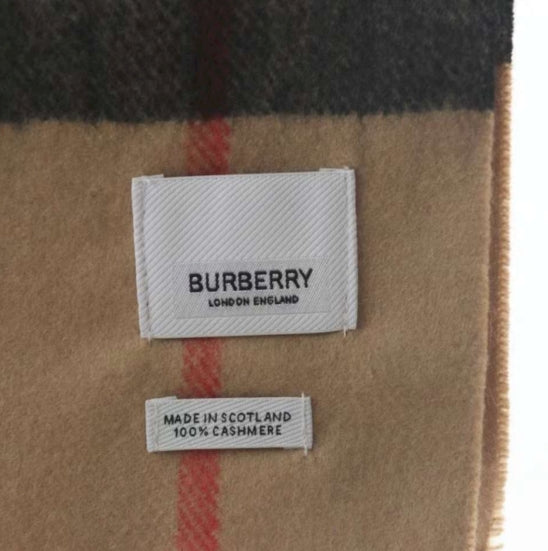 BURBERRY
LONDON ENGLAND
MADE IN SCOTLAND
100% CASHMERE